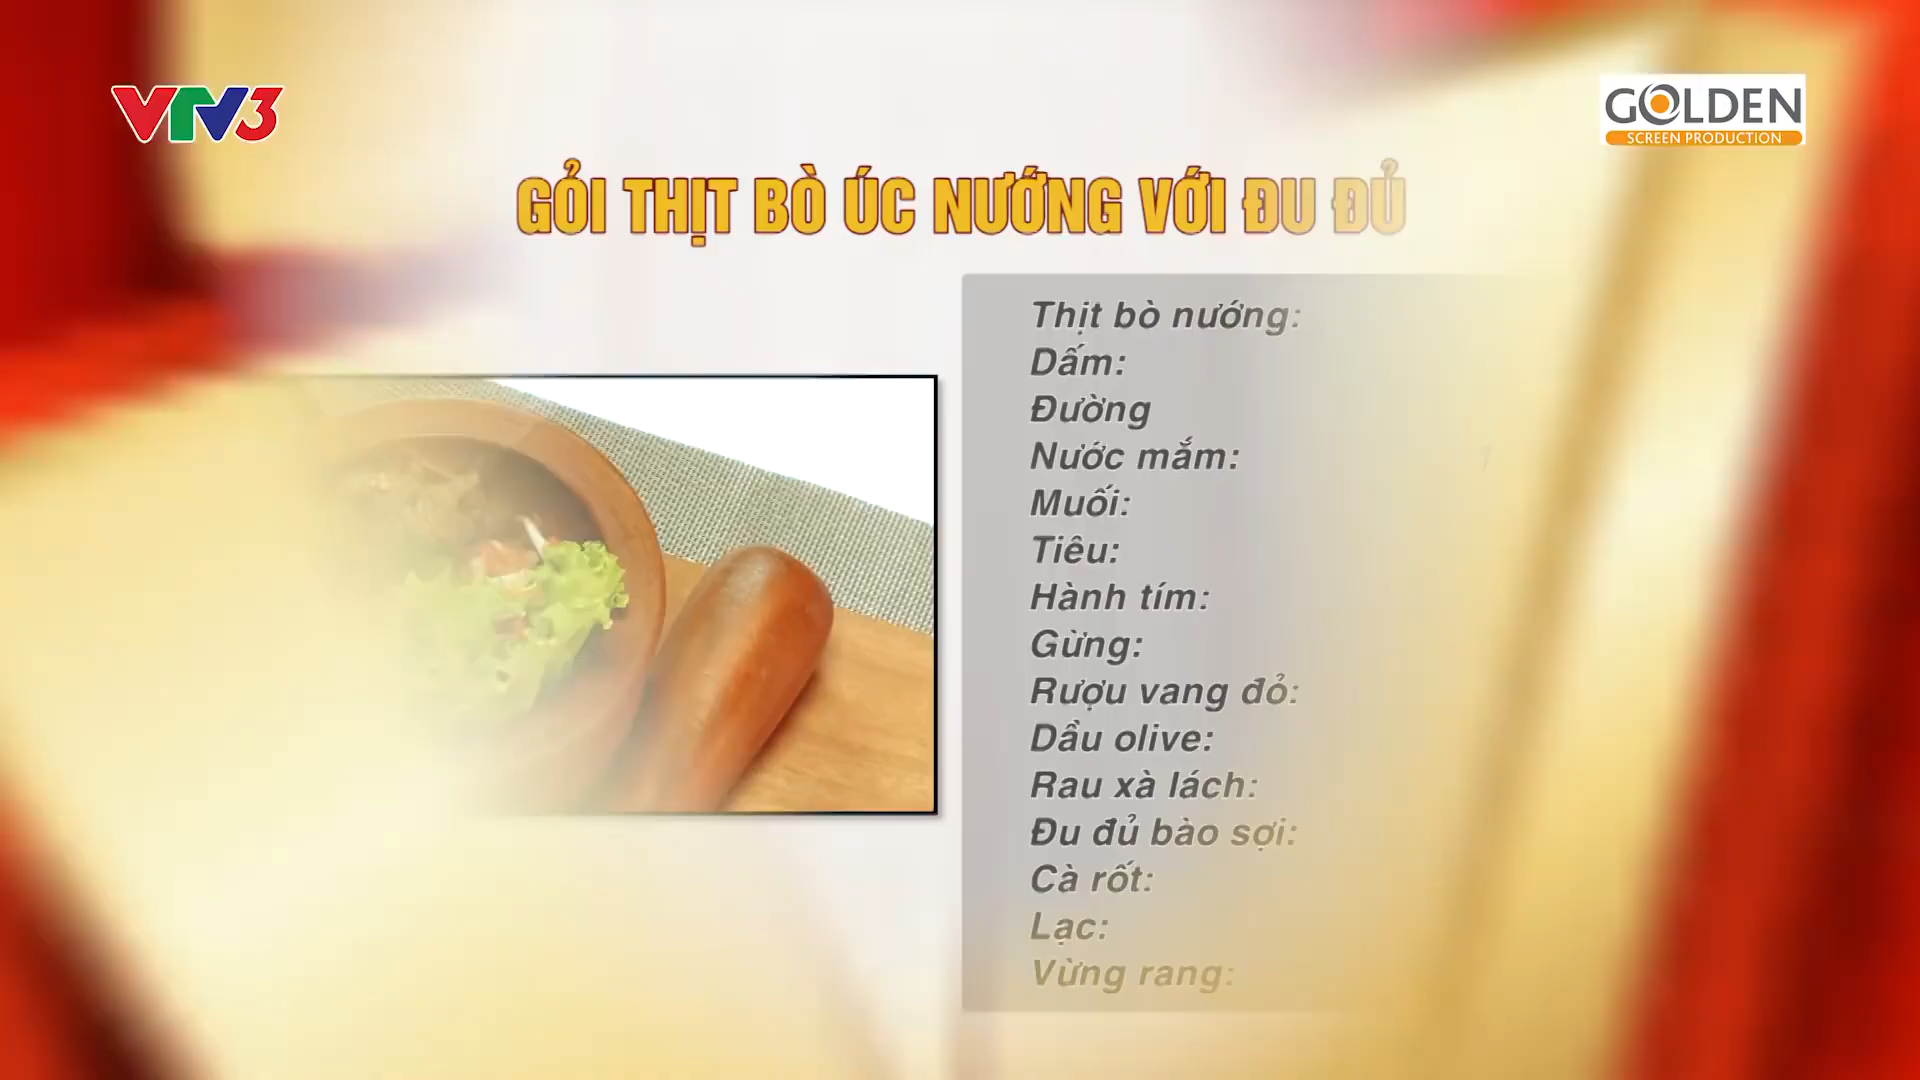 VTV3
GOLDEN
SCREEN PRODUCTION
GỎI THỊT BÒ ÚC NƯỚNG VỚI ĐU ĐỦ
Thịt bò nướng:
Dấm:
Đường
Nước mắm:
Muối:
Tiêu:
Hành tím:
Gừng:
Rượu vang đỏ:
Dầu olive:
Rau xà lách:
Đu đủ bào sợi:
Cà rốt:
Lạc:
Vừng rang: